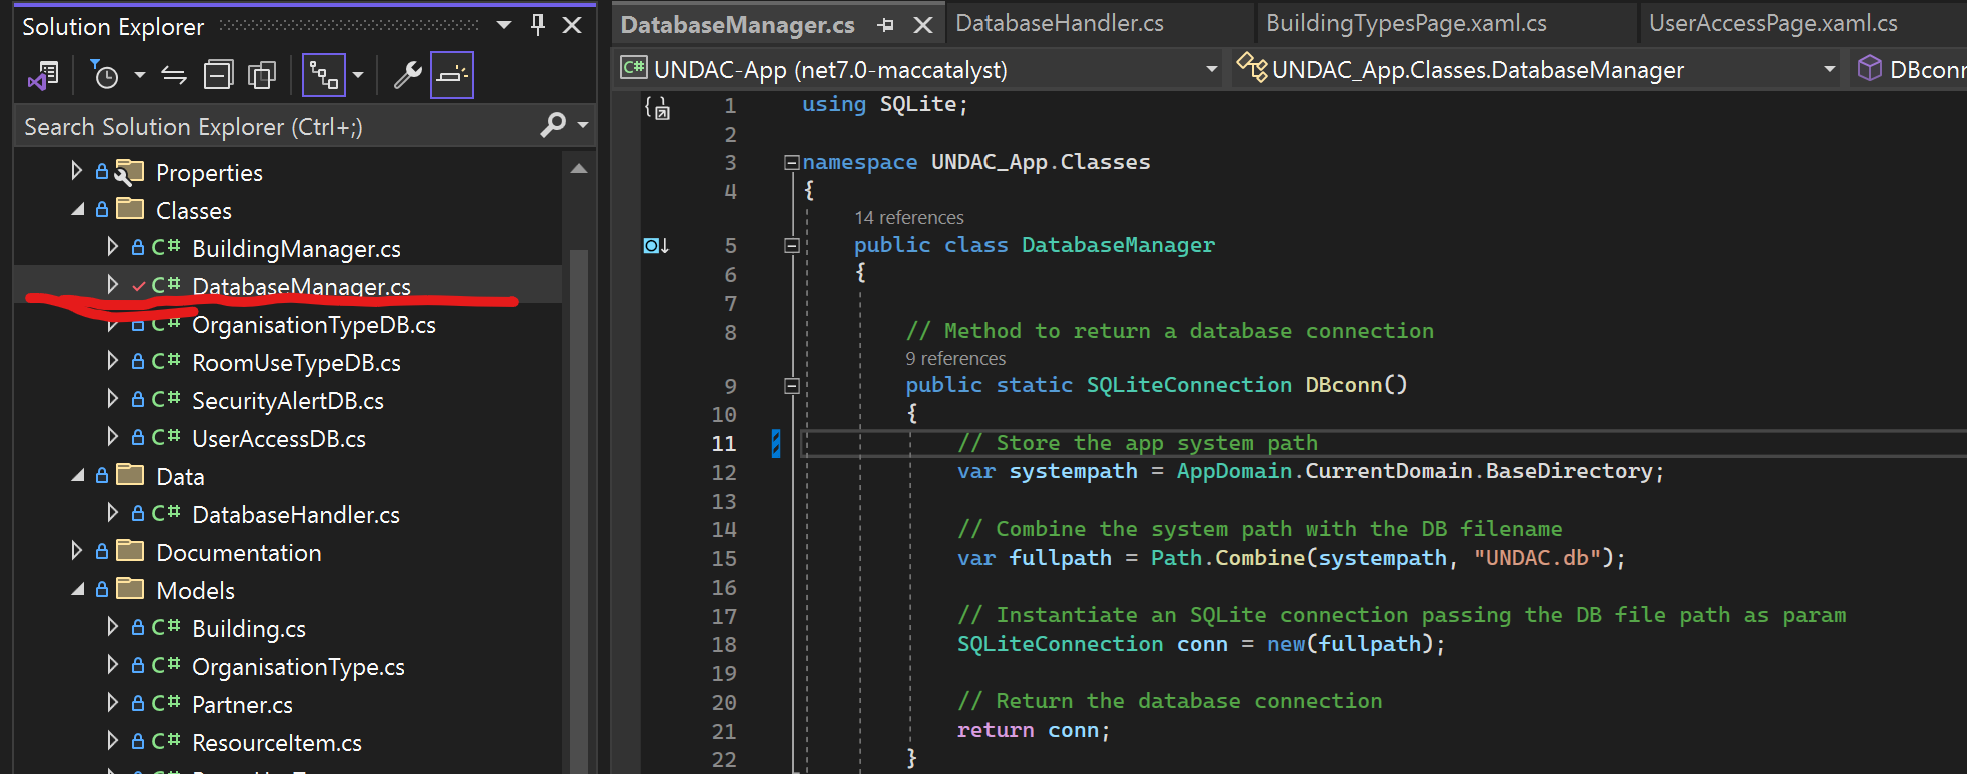 Solution Explorer
Search Solution Explorer (Ctrl+;)
Properties
Classes
C# BuildingManager.cs
C# DatabaseManager.cs
C# OrganisationTypeDB.cs
C# RoomUseTypeDB.cs
C# SecurityAlertDB.cs
C# UserAccessDB.cs
Data
C# DatabaseHandler.cs
Documentation
Models
C# Building.cs
C# OrganisationType.cs
C# Partner.cs
C# ResourceItem.cs
DatabaseManager.cs DatabaseHandler.cs BuildingTypesPage.xaml.cs UserAccessPage.xaml.cs
C# UNDAC-App (net7.0-maccatalyst) UNDAC_App.Classes.DatabaseManager DBconn
1 using SQLite;
2
3 namespace UNDAC_App.Classes
4 {
14 references
5 public class DatabaseManager
6 {
7
8 // Method to return a database connection
9 references
9 public static SQLiteConnection DBconn()
10 {
11 // Store the app system path
12 var systempath = AppDomain.CurrentDomain.BaseDirectory;
13
14 // Combine the system path with the DB filename
15 var fullpath = Path.Combine(systempath, "UNDAC.db");
16
17 // Instantiate an SQLite connection passing the DB file path as param
18 SQLiteConnection conn = new(fullpath);
19
20 // Return the database connection
21 return conn;
22 }